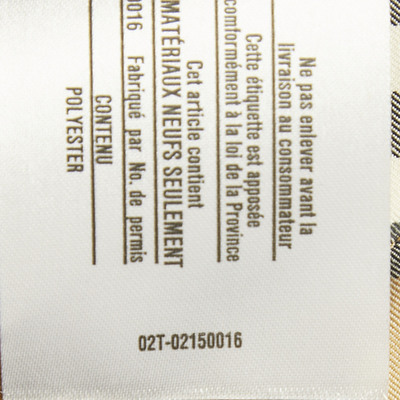 Ne pas enlever avant la
livraison au consommateur
Cette étiquette est apposée
conformément à la loi de la Province
Cet article contient
MATÉRIAUX NEUFS SEULEMENT
0016 Fabriqué par No. de permis
CONTENU
POLYESTER
02T-02150016